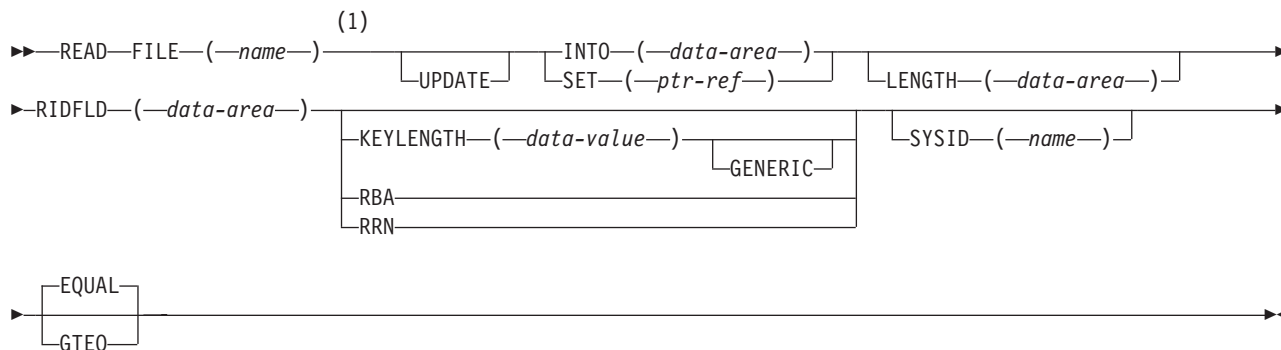 (1)
READ FILE ( name ) INTO ( data-area )
UPDATE SET ( ptr-ref ) LENGTH ( data-area )
RIDFLD ( data-area )
KEYLENGTH ( data-value ) SYSID ( name )
GENERIC
RBA
RRN
EQUAL
GTEQ